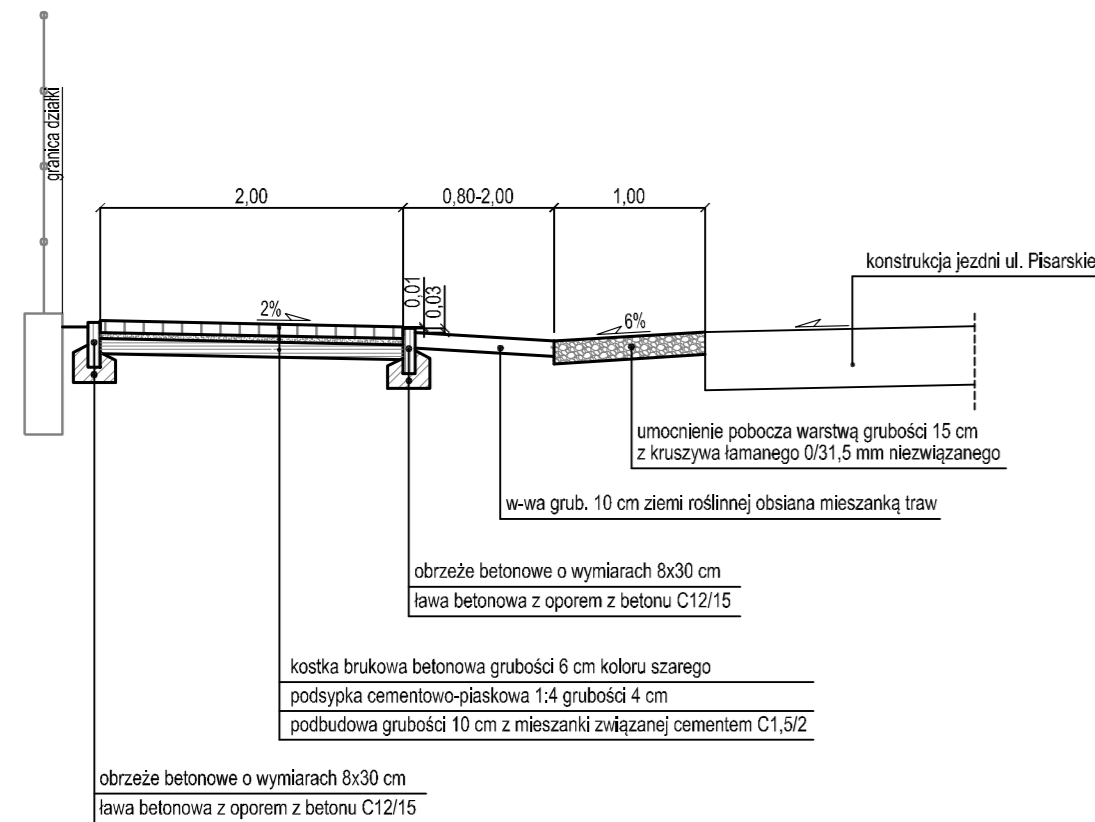 granica działki
2,00
0,80-2,00
1,00
konstrukcja jezdni ul. Pisarskie
0,01
0,03
2%
6%
umocnienie pobocza warstwą grubości 15 cm
z kruszywa łamanego 0/31,5 mm niezwiązanego
w-wa grub. 10 cm ziemi roślinnej obsiana mieszanką traw
obrzeże betonowe o wymiarach 8x30 cm
ława betonowa z oporem z betonu C12/15
kostka brukowa betonowa grubości 6 cm koloru szarego
podsypka cementowo-piaskowa 1:4 grubości 4 cm
podbudowa grubości 10 cm z mieszanki związanej cementem C1,5/2
obrzeże betonowe o wymiarach 8x30 cm
ława betonowa z oporem z betonu C12/15